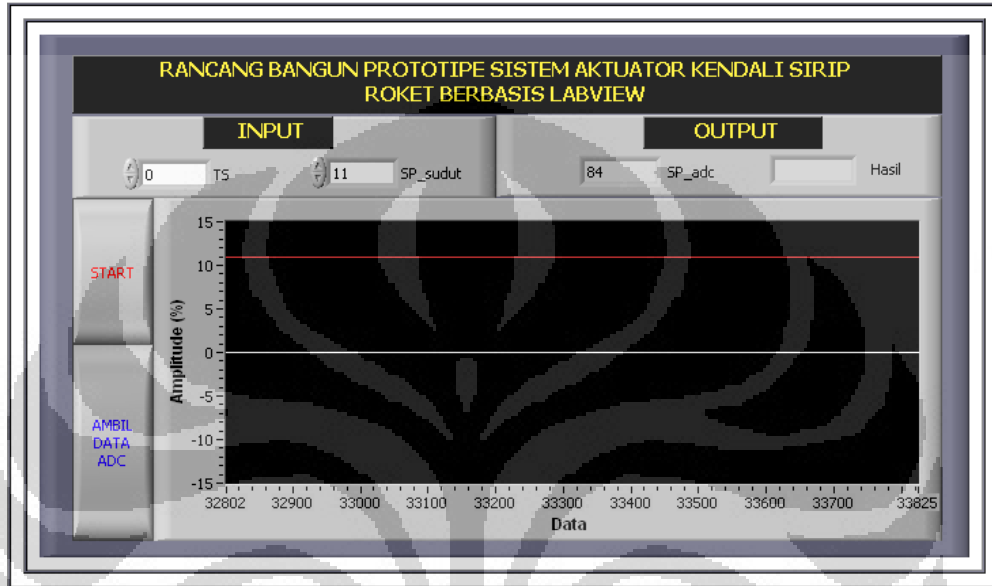 RANCANG BANGUN PROTOTIPE SISTEM AKTUATOR KENDALI SIRIP
ROKET BERBASIS LABVIEW
INPUT
OUTPUT
0 TS 11 SP_sudut
84 SP_adc Hasil
START
AMBIL
DATA
ADC
Amplitude (%)
15
10
5
0
-5
-10
-15
32802 32900 33000 33100 33200 33300 33400 33500 33600 33700 33825
Data